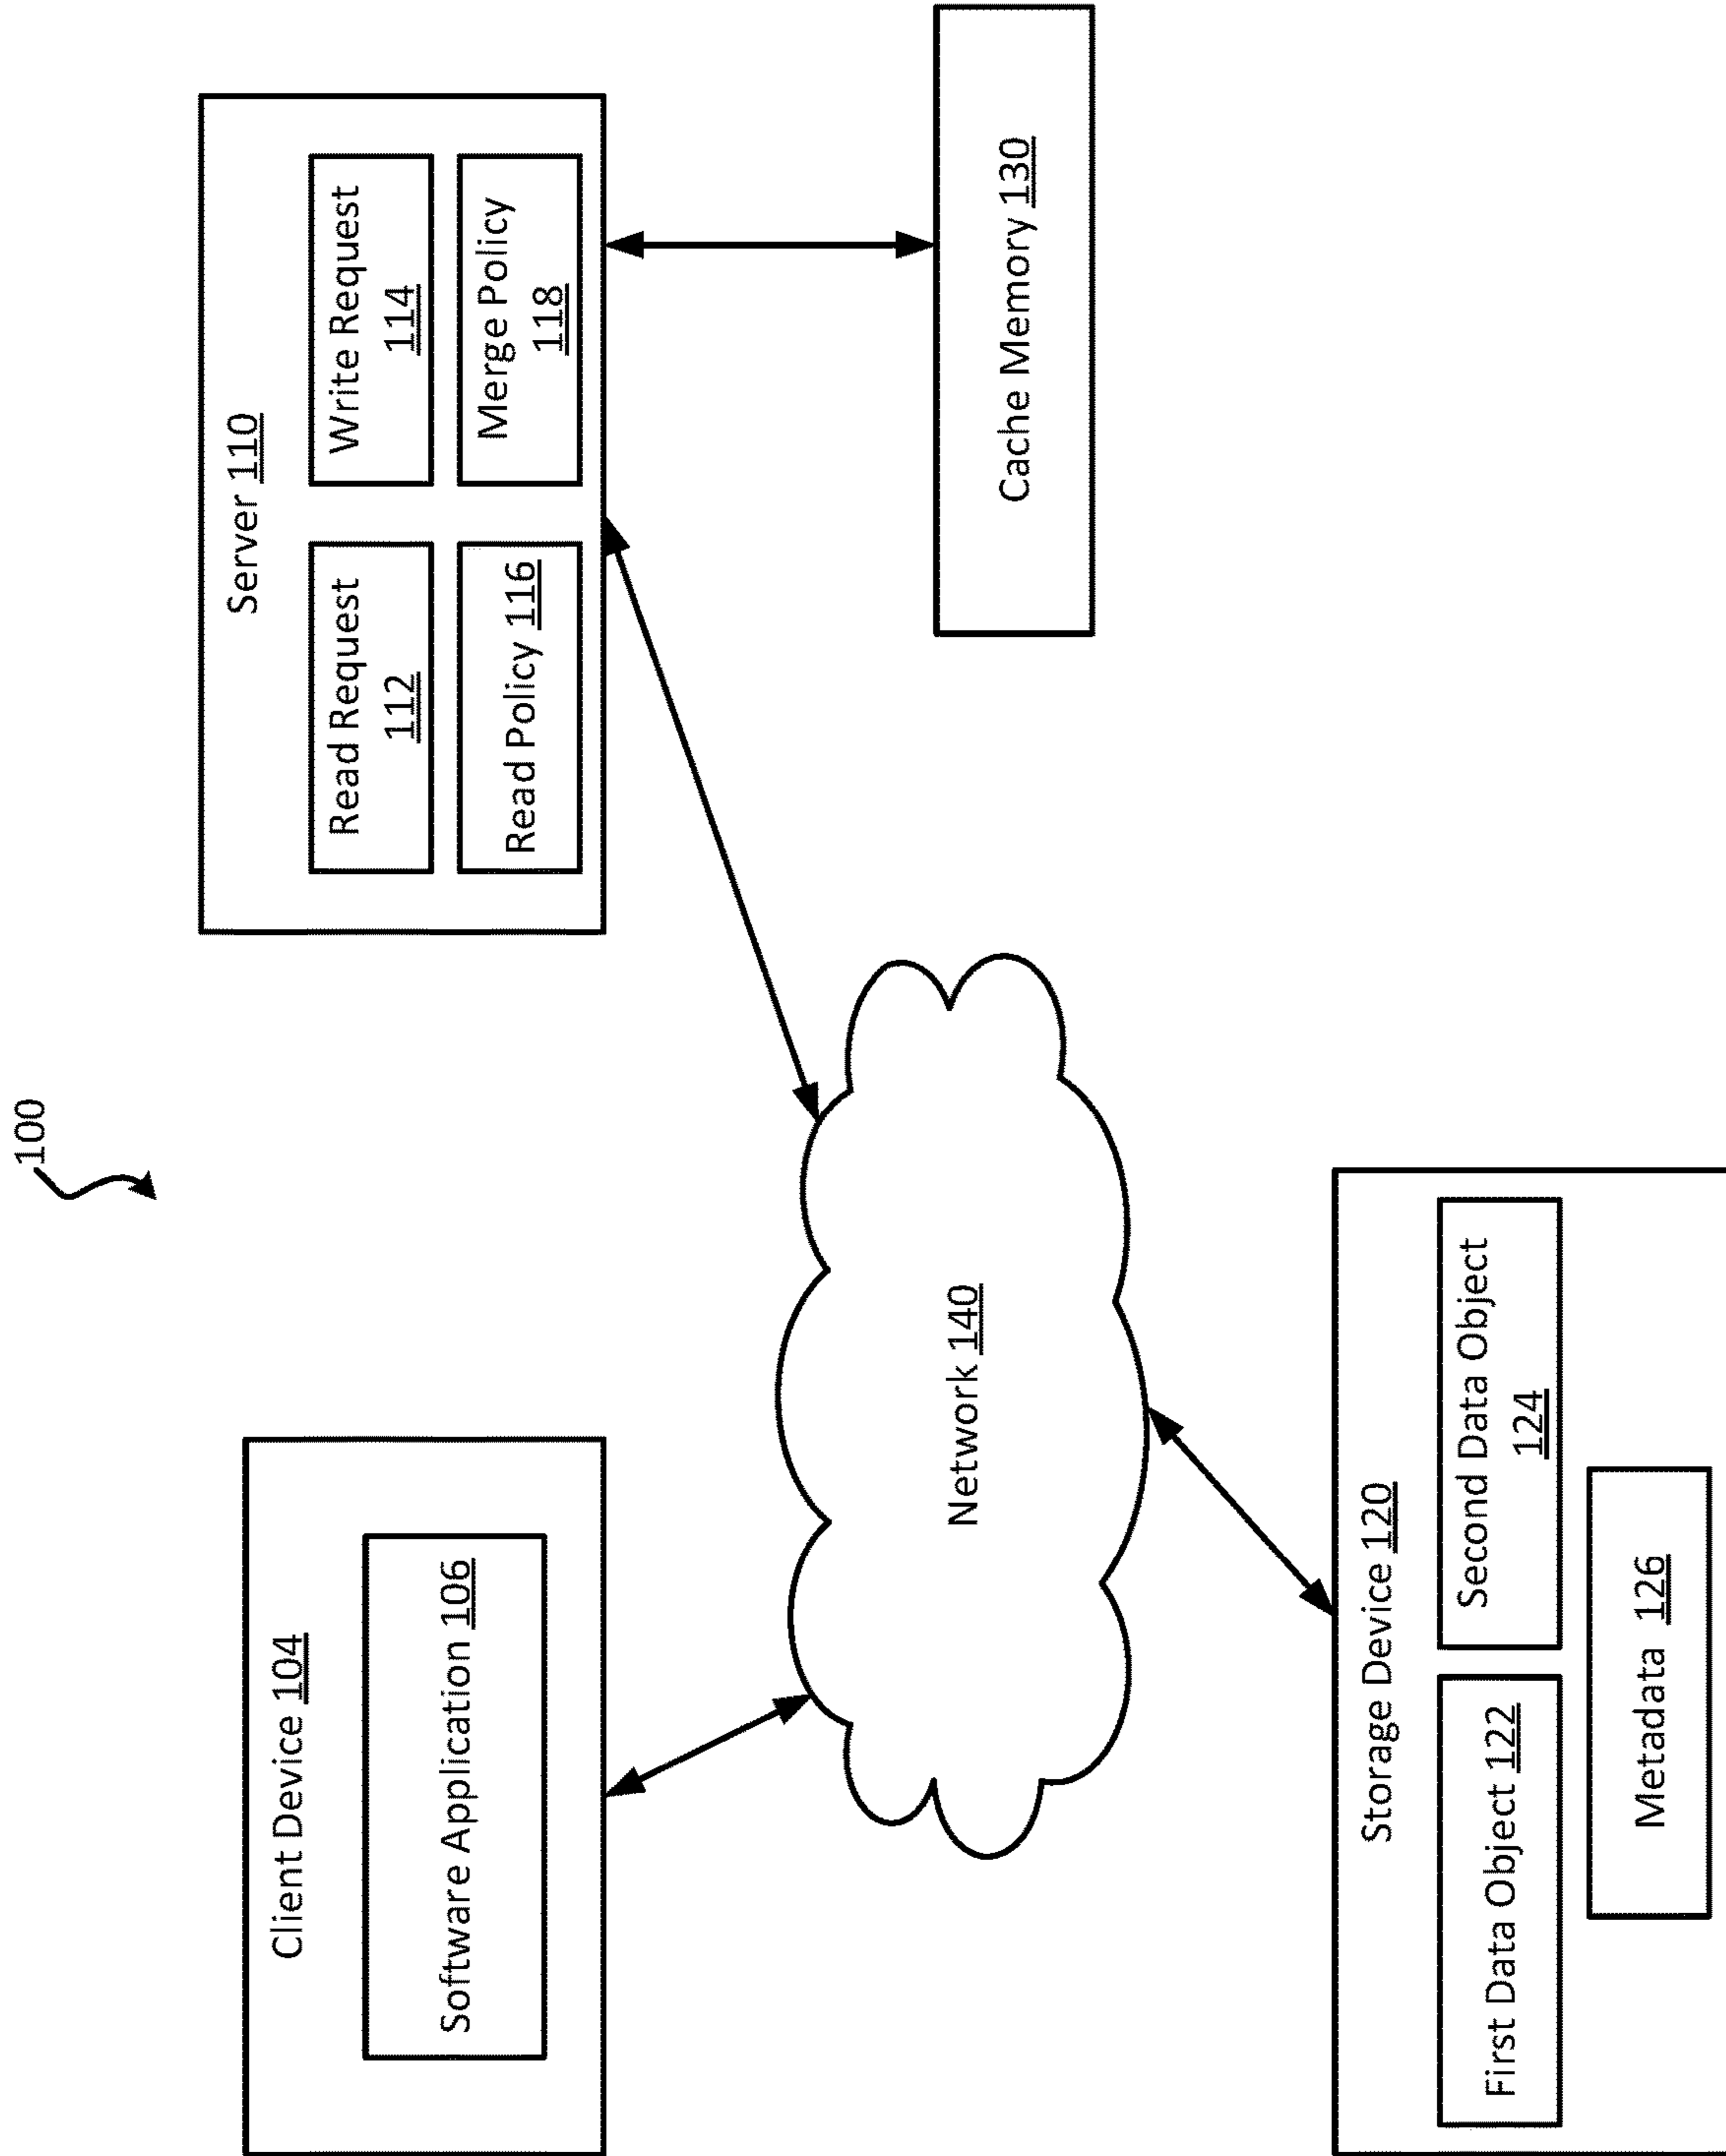 100
Client Device 104
Software Application 106
Server 110
Read Request
112
Write Request
114
Read Policy 116
Merge Policy
118
Network 140
Cache Memory 130
Storage Device 120
First Data Object 122
Second Data Object
124
Metadata 126